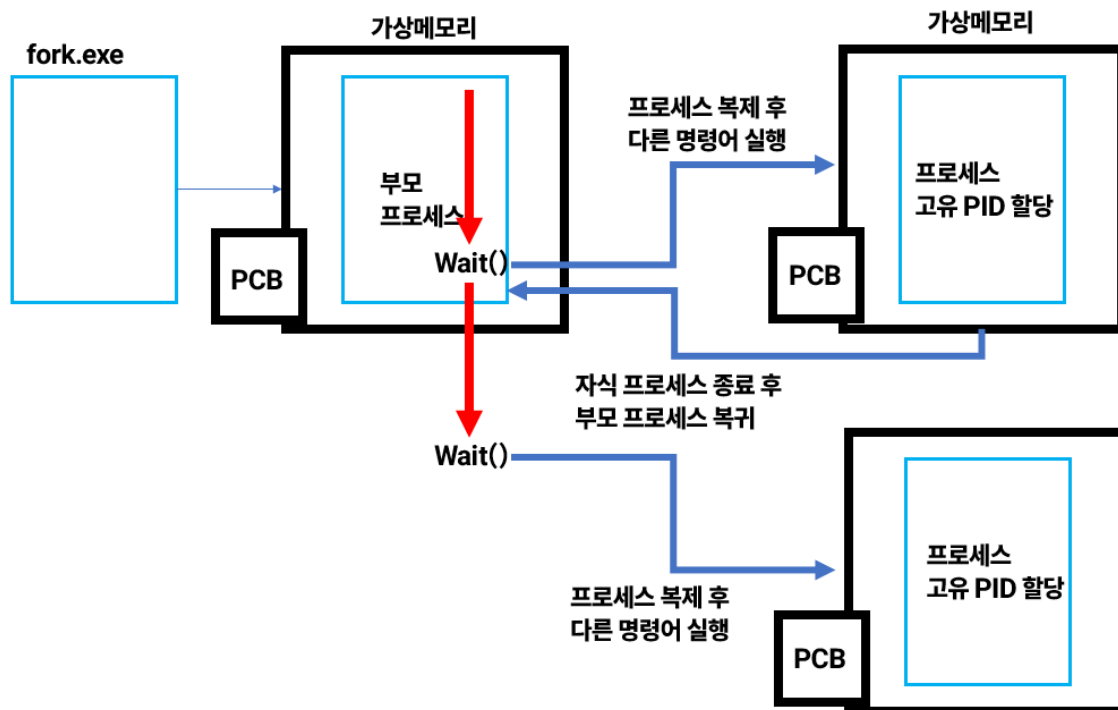 가상메모리
가상메모리
fork.exe
프로세스 복제 후
다른 명령어 실행
부모
프로세스
프로세스
고유 PID 할당
Wait()
PCB
PCB
자식 프로세스 종료 후
부모 프로세스 복귀
Wait()
프로세스
고유 PID 할당
프로세스 복제 후
다른 명령어 실행
PCB